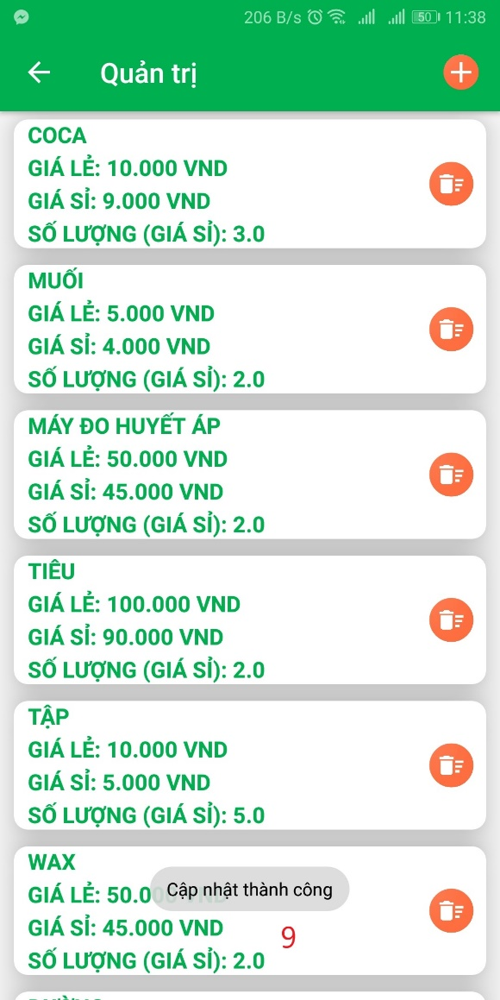 206 B/s 50 11:38
Quản trị
COCA
GIÁ LẺ: 10.000 VND
GIÁ SỈ: 9.000 VND
SỐ LƯỢNG (GIÁ SỈ): 3.0
MUỐI
GIÁ LẺ: 5.000 VND
GIÁ SỈ: 4.000 VND
SỐ LƯỢNG (GIÁ SỈ): 2.0
MÁY ĐO HUYẾT ÁP
GIÁ LẺ: 50.000 VND
GIÁ SỈ: 45.000 VND
SỐ LƯỢNG (GIÁ SỈ): 2.0
TIÊU
GIÁ LẺ: 100.000 VND
GIÁ SỈ: 90.000 VND
SỐ LƯỢNG (GIÁ SỈ): 2.0
TẬP
GIÁ LẺ: 10.000 VND
GIÁ SỈ: 5.000 VND
SỐ LƯỢNG (GIÁ SỈ): 5.0
WAX
GIÁ LẺ: 50.000 VND
Cập nhật thành công
GIÁ SỈ: 45.000 VND
9
SỐ LƯỢNG (GIÁ SỈ): 2.0